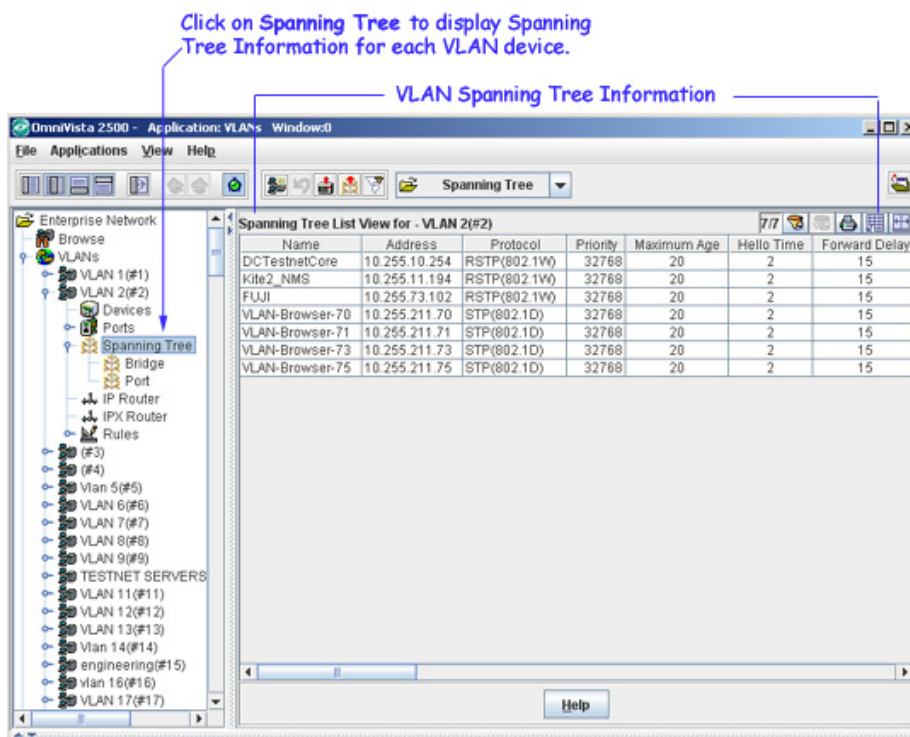 Click on Spanning Tree to display Spanning
Tree Information for each VLAN device.
VLAN Spanning Tree Information
OmniVista 2500 - Application: VLANs Window:0
File Applications View Help
Spanning Tree
Enterprise Network
Browse
VLANs
VLAN 1(#1)
VLAN 2(#2)
Devices
Ports
Spanning Tree
Bridge
Port
IP Router
IPX Router
Rules
(#3)
(#4)
Vlan 5(#5)
VLAN 6(#6)
VLAN 7(#7)
VLAN 8(#8)
VLAN 9(#9)
TESTNET SERVERS
VLAN 11(#11)
VLAN 12(#12)
VLAN 13(#13)
Vlan 14(#14)
engineering(#15)
vlan 16(#16)
VLAN 17(#17)
Spanning Tree List View for - VLAN 2(#2) 7/7
Name Address Protocol Priority Maximum Age Hello Time Forward Delay
DCTestnetCore 10.255.10.254 RSTP(802.1W) 32768 20 2 15
Kite2_NMS 10.255.11.194 RSTP(802.1W) 32768 20 2 15
FUJI 10.255.73.102 RSTP(802.1W) 32768 20 2 15
VLAN-Browser-70 10.255.211.70 STP(802.1D) 32768 20 2 15
VLAN-Browser-71 10.255.211.71 STP(802.1D) 32768 20 2 15
VLAN-Browser-73 10.255.211.73 STP(802.1D) 32768 20 2 15
VLAN-Browser-75 10.255.211.75 STP(802.1D) 32768 20 2 15
Help